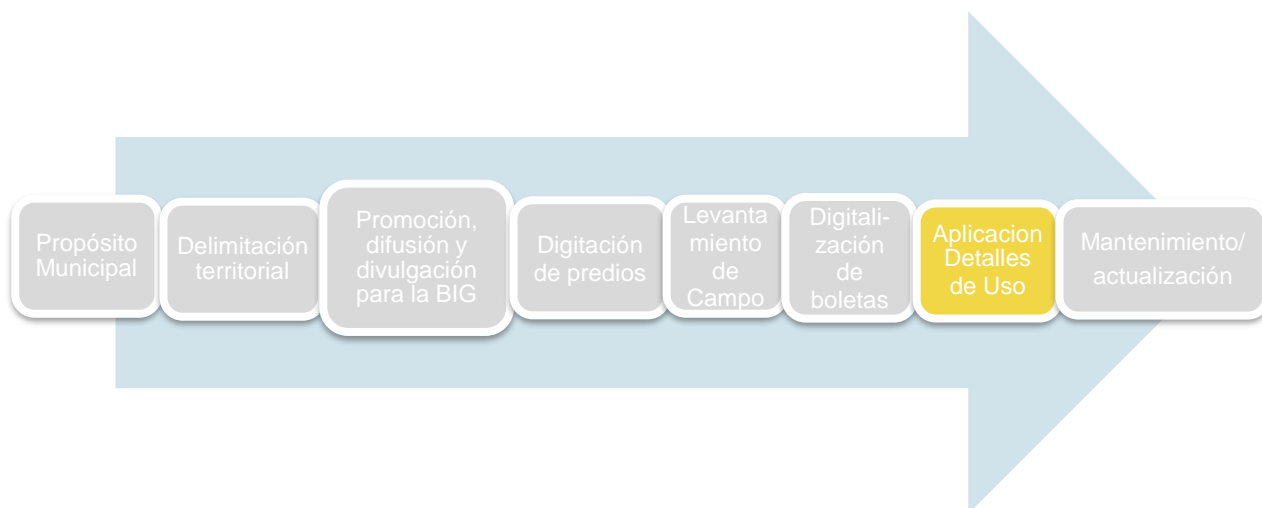 Propósito
Municipal
Delimitación
territorial
Promoción,
difusión y
divulgación
para la BIG
Digitación
de predios
Levanta
miento
de
Campo
Digitali-
zación
de
boletas
Aplicacion
Detalles
de Uso
Mantenimiento/
actualización